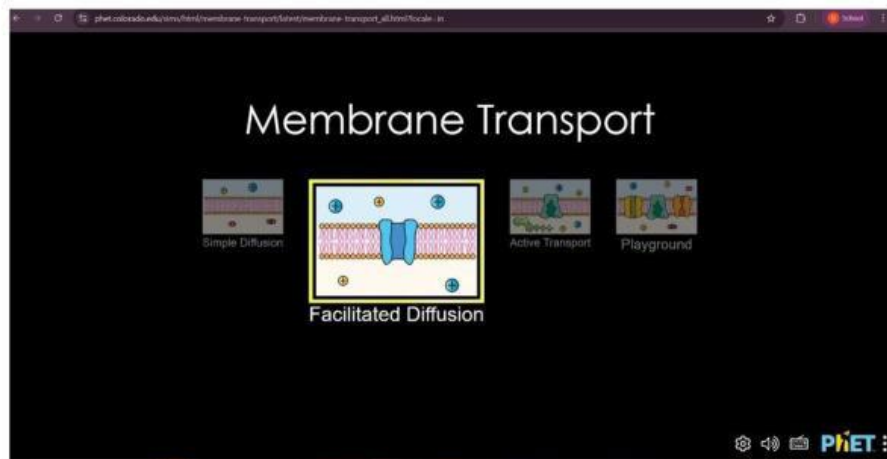 phet.colorado.edu/sims/html/membrane-transport/latest/membrane-transport_all.html?locale=in
School
Membrane Transport
Simple Diffusion
Facilitated Diffusion
Active Transport
Playground
PhET